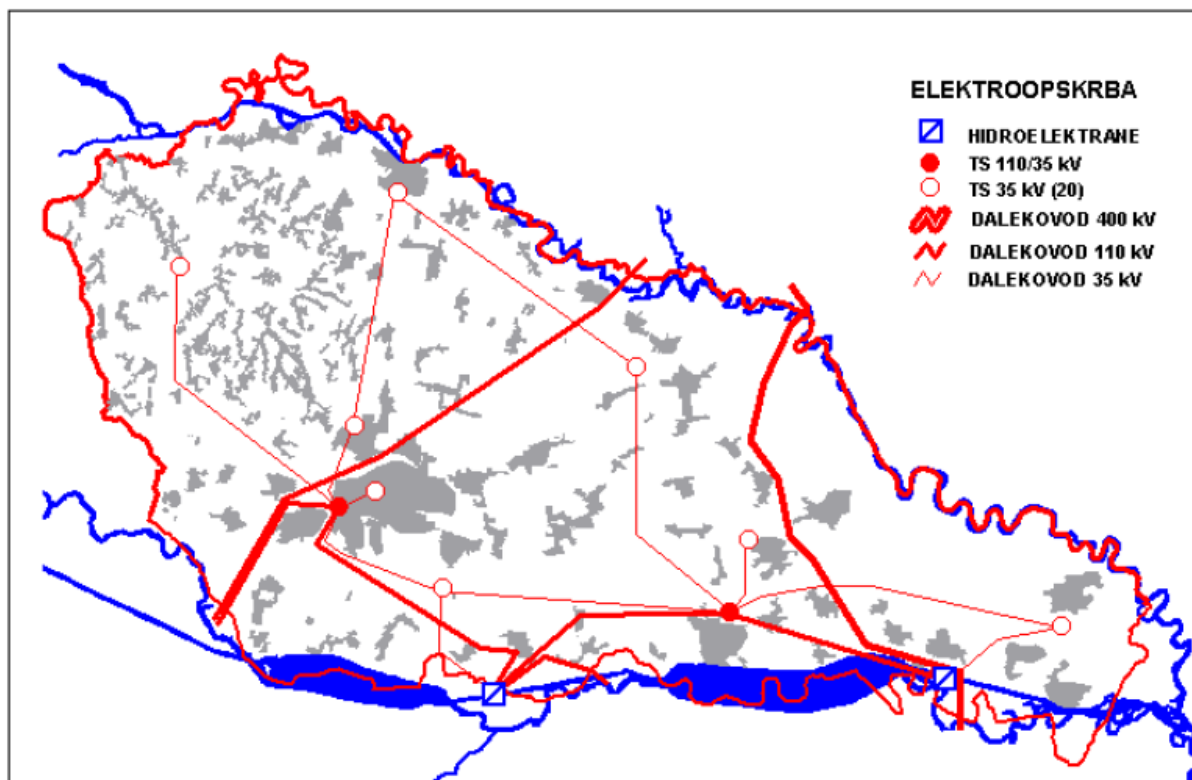 ELEKTROOPSKRBA
HIDROELEKTRANE
TS 110/35 kV
TS 35 kV (20)
DALEKOVOD 400 kV
DALEKOVOD 110 kV
DALEKOVOD 35 kV